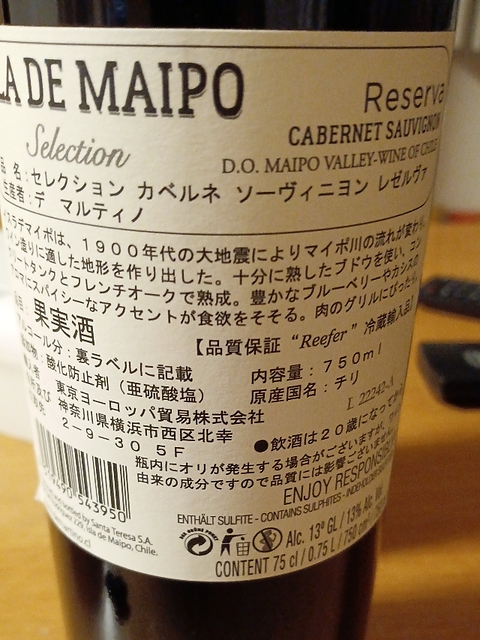 LA DE MAIPO
Reserva
Selection
CABERNET SAUVIGNON
D.O. MAIPO VALLEY-WINE OF CHILE
品 名：セレクション カベルネ ソーヴィニヨン レゼルヴァ
生産者：デ マルティノ
スラデマイポは、1900年代の大地震によりマイポ川の流れが変わ
イン造りに適した地形を作り出した。十分に熟したブドウを使い、コン
リートタンクとフレンチオークで熟成。豊かなブルーベリーやカシスの
ロマにスパイシーなアクセントが食欲をそそる。肉のグリルにぴった
果実酒
【品質保証 “Reefer” 冷蔵輸入品】
コール分：裏ラベルに記載
内容量：750ml
酸化防止剤（亜硫酸塩）
原産国名：チリ
東京ヨーロッパ貿易株式会社
L 22242-A
神奈川県横浜市西区北幸
2-9-30 5F
●飲酒は20歳になってか
瓶内にオリが発生する場合がございますが、
由来の成分ですので品質には影響ございませ
ENJOY RESPONSIBLY
ENTHÄLT SULFITE - CONTAINS SULPHITES -
543950
Alc. 13º GL / 13% Alc. Vol.
by Santa Teresa S.A.
229, Isla de Maipo, Chile.
CONTENT 75 cl / 0.75 L / 750